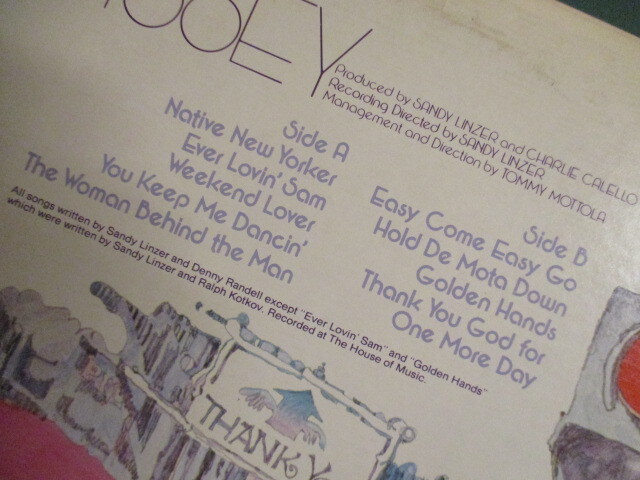 OOEY
Produced by SANDY LINZER and CHARLIE CALELLO
Recording Directed by SANDY LINZER
Management and Direction by TOMMY MOTTOLA
Side A
Native New Yorker
Ever Lovin' Sam
Weekend Lover
You Keep Me Dancin'
The Woman Behind the Man
Side B
Easy Come Easy Go
Hold De Mota Down
Golden Hands
Thank You God for
One More Day
All songs written by Sandy Linzer and Denny Randell except "Ever Lovin' Sam" and "Golden Hands"
which were written by Sandy Linzer and Ralph Kotkov. Recorded at The House of Music.
THANK Y